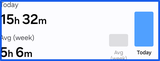 Today
15h 32m
Avg (week)
5h 6m
Avg
(week)
Today